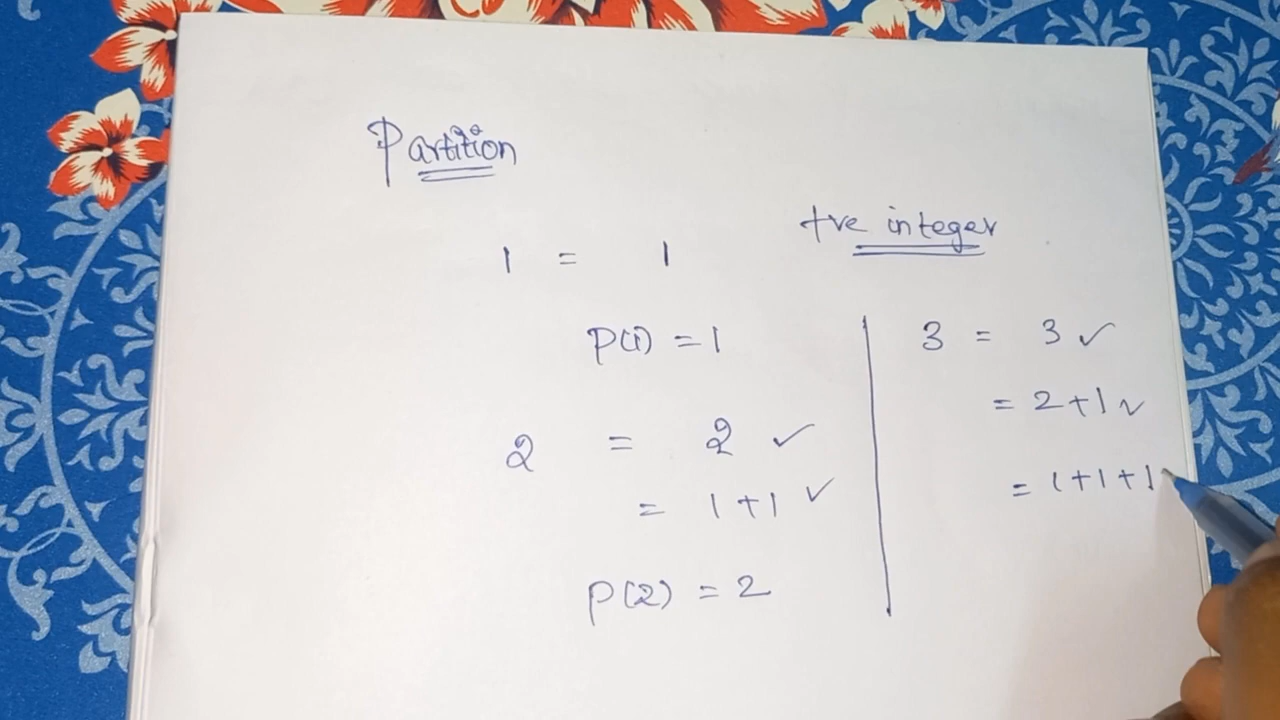 Partition
+ve integer
1 = 1
P(1) = 1
2 = 2 ✓
= 1+1 ✓
P(2) = 2
3 = 3 ✓
= 2+1 ✓
= 1+1+1